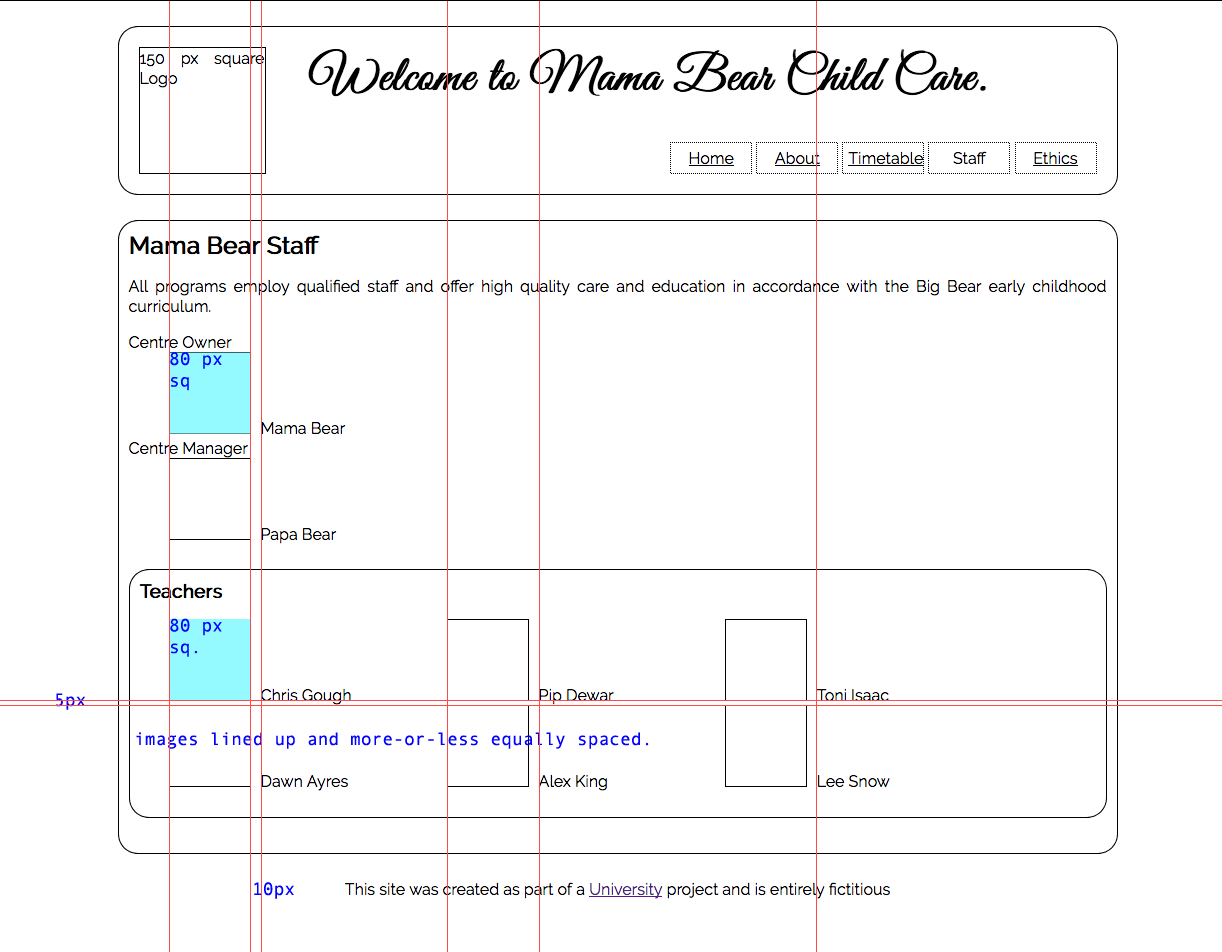 150 px square
Logo
Welcome to Mama Bear Child Care.
Home About Timetable Staff Ethics
Mama Bear Staff
All programs employ qualified staff and offer high quality care and education in accordance with the Big Bear early childhood
curriculum.
Centre Owner
80 px
sq
Mama Bear
Centre Manager
Papa Bear
Teachers
80 px
sq.
Chris Gough Pip Dewar Toni Isaac
5px
images lined up and more-or-less equally spaced.
Dawn Ayres Alex King Lee Snow
10px This site was created as part of a University project and is entirely fictitious